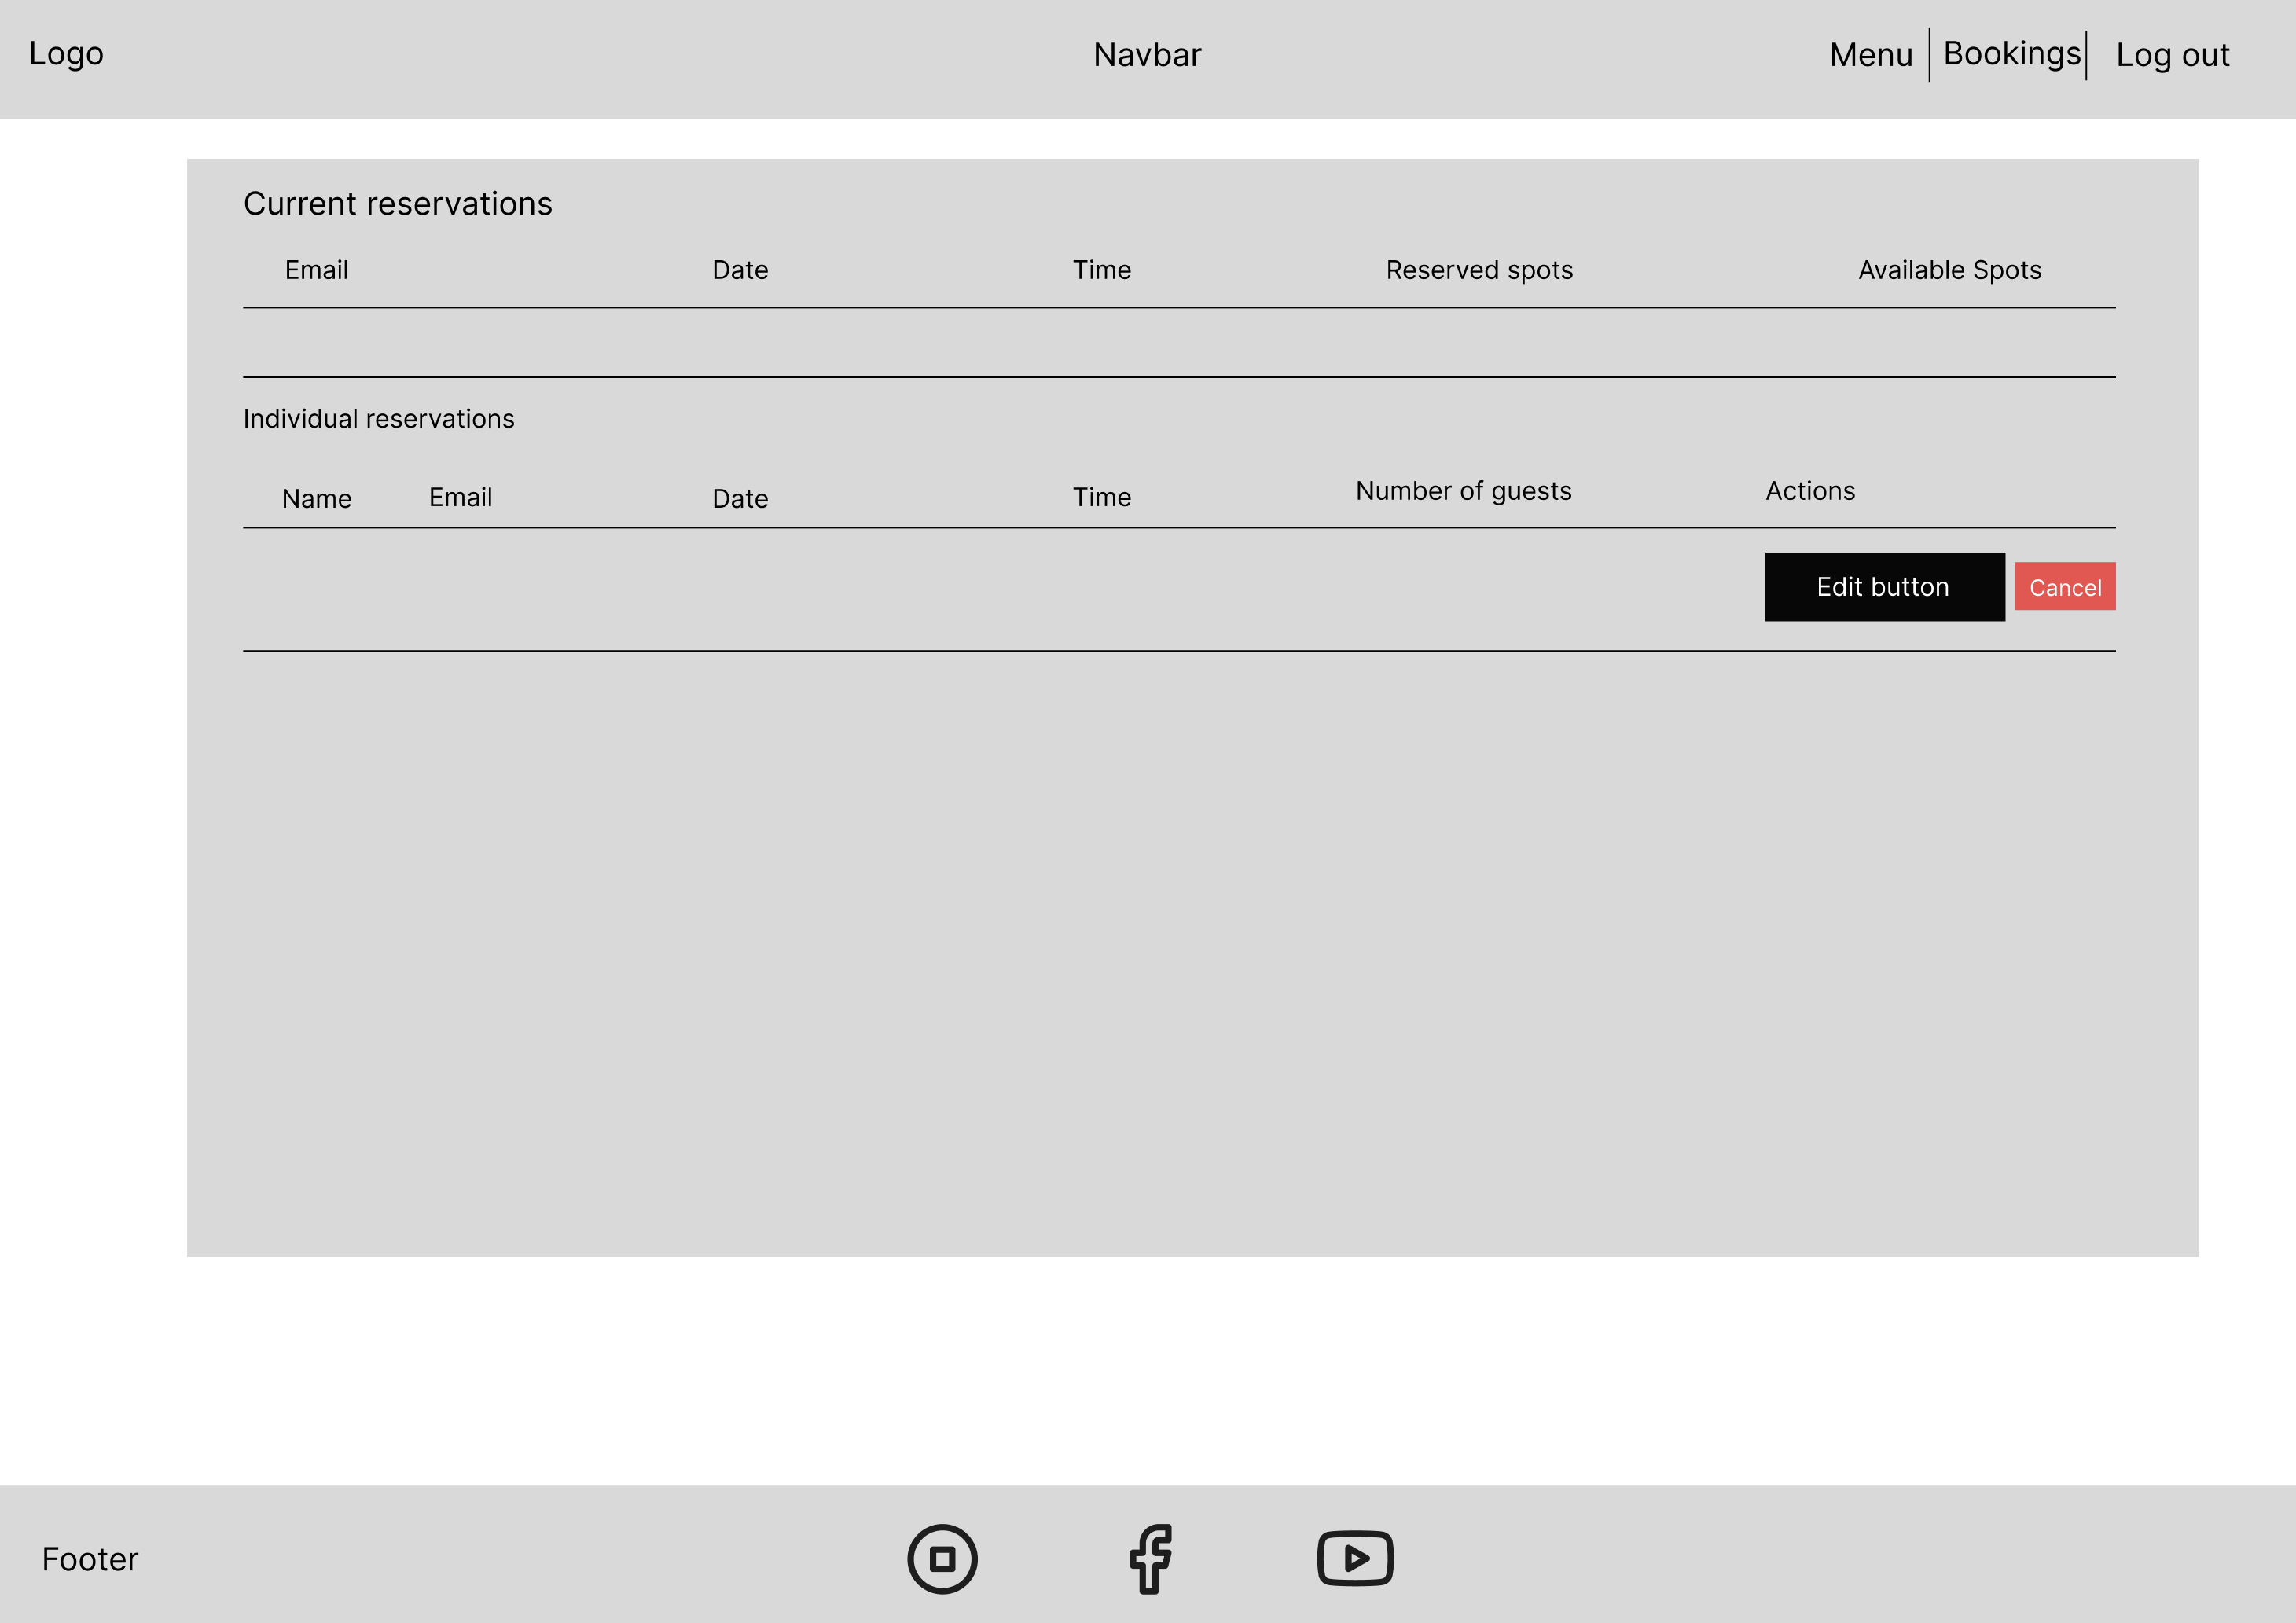 Logo
Navbar
Menu
Bookings
Log out
Current reservations
Email Date Time Reserved spots Available Spots
Individual reservations
Name Email Date Time Number of guests Actions
Edit button Cancel
Footer